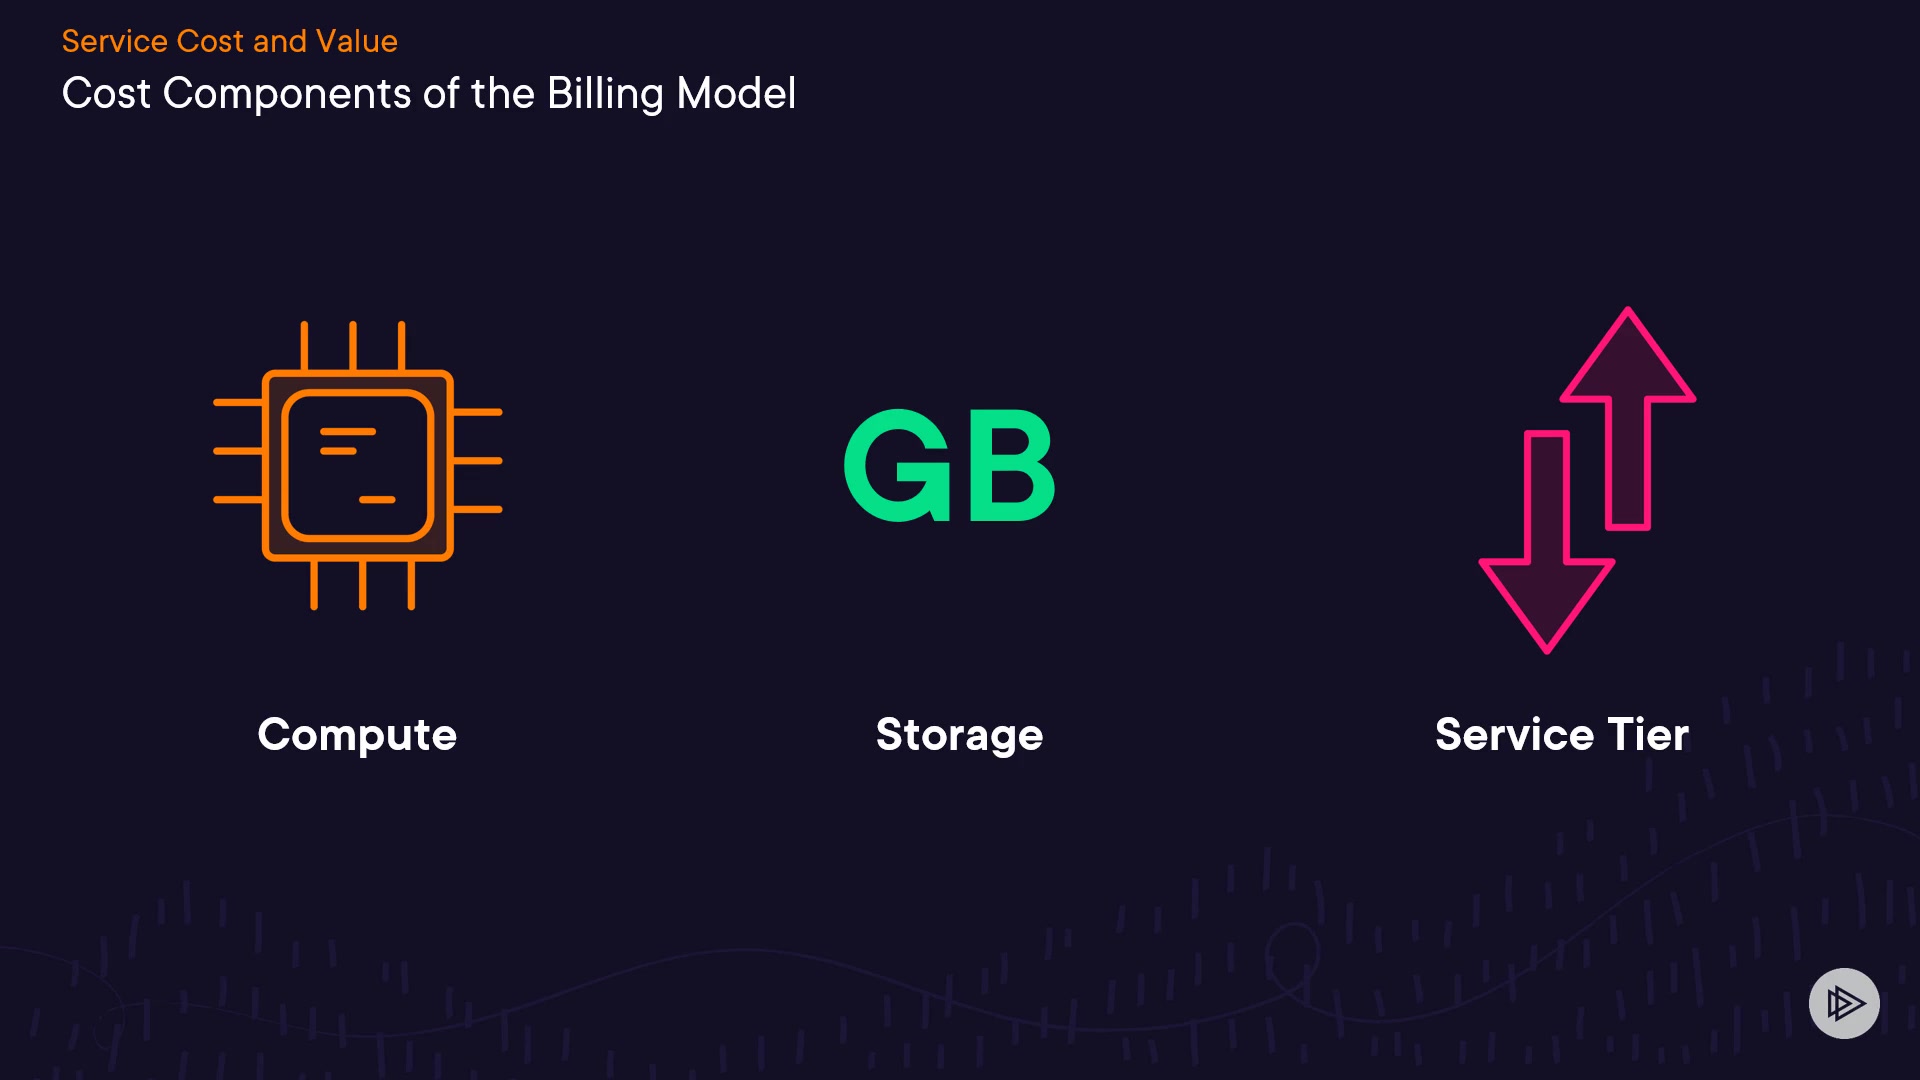 Service Cost and Value
Cost Components of the Billing Model
GB
Compute
Storage
Service Tier